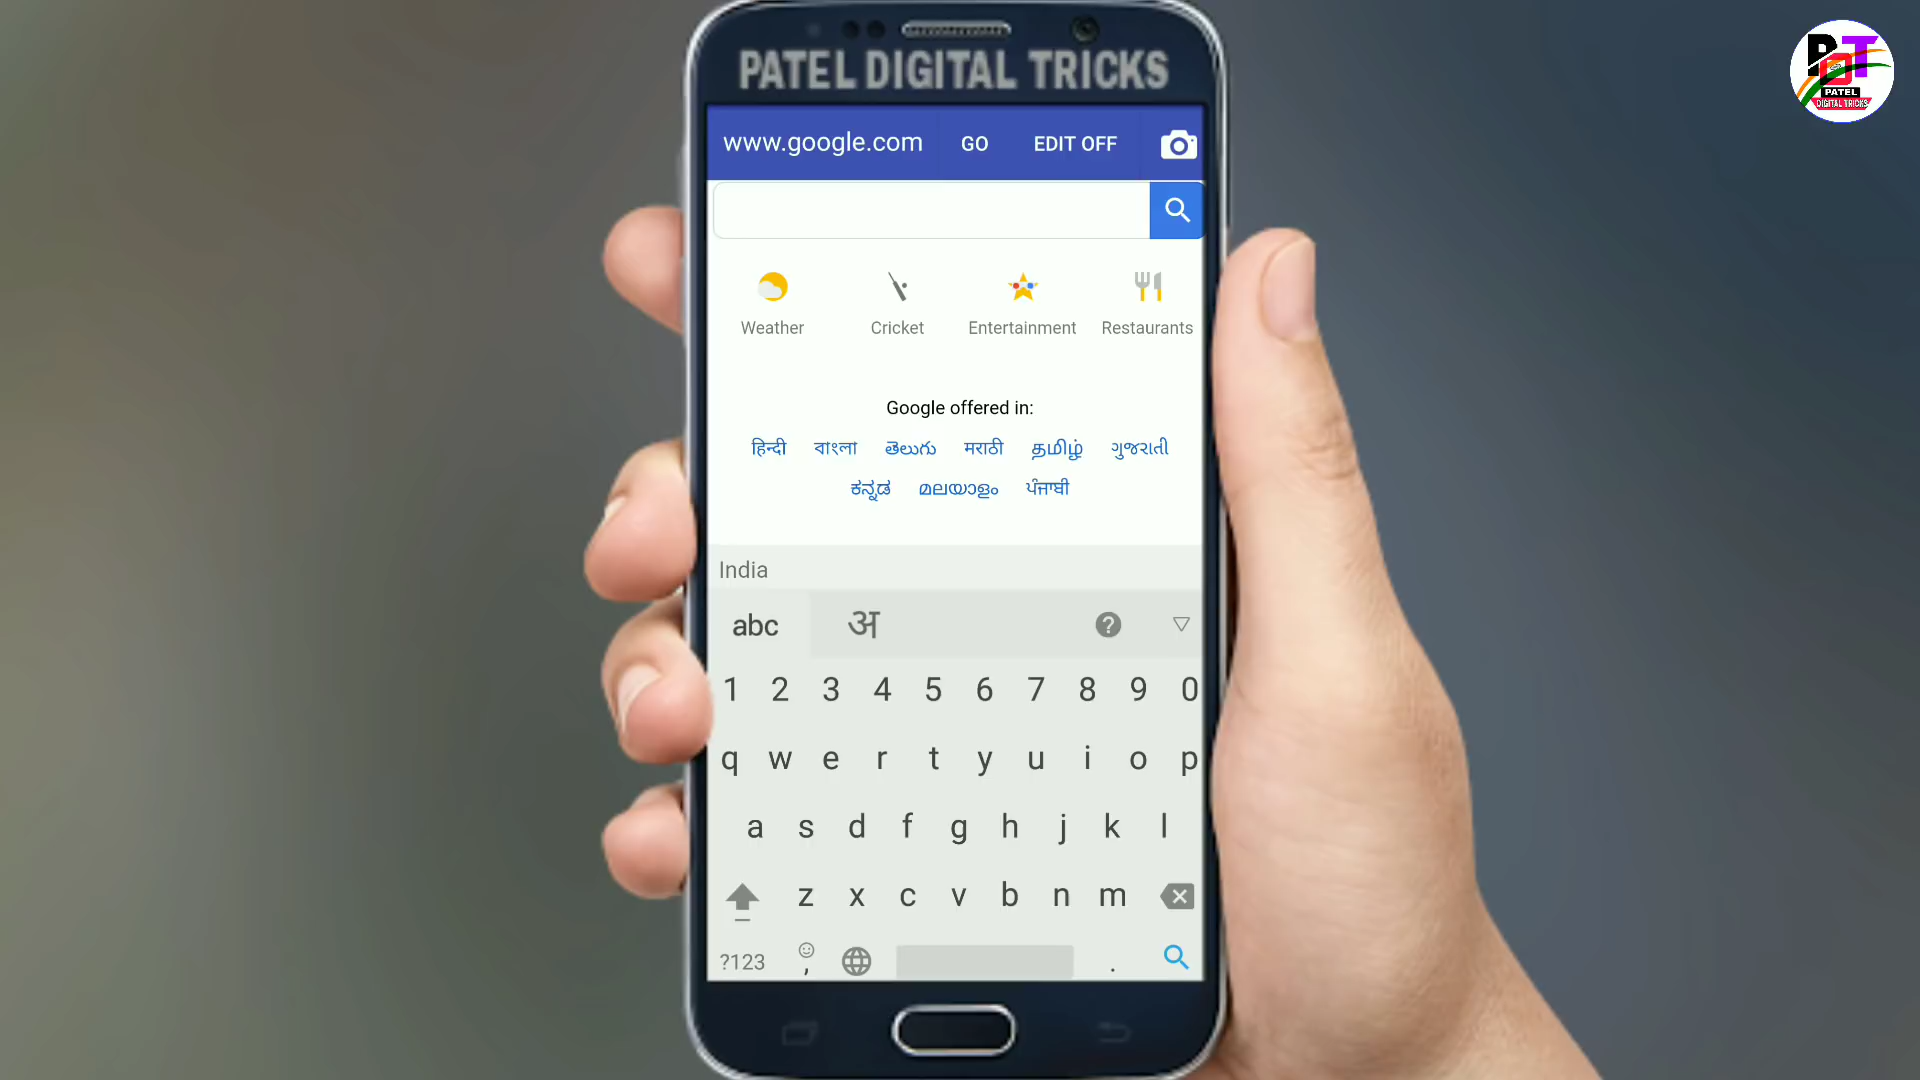 PATEL DIGITAL TRICKS
PDT
PATEL
DIGITAL TRICKS
www.google.com GO EDIT OFF
Weather Cricket Entertainment Restaurants
Google offered in:
हिन्दी বাংলা తెలుగు मराठी தமிழ் ગુજરાતી
ಕನ್ನಡ മലയാളം ਪੰਜਾਬੀ
India
abc अ ?
1 2 3 4 5 6 7 8 9 0
q w e r t y u i o p
a s d f g h j k l
z x c v b n m
?123 , .